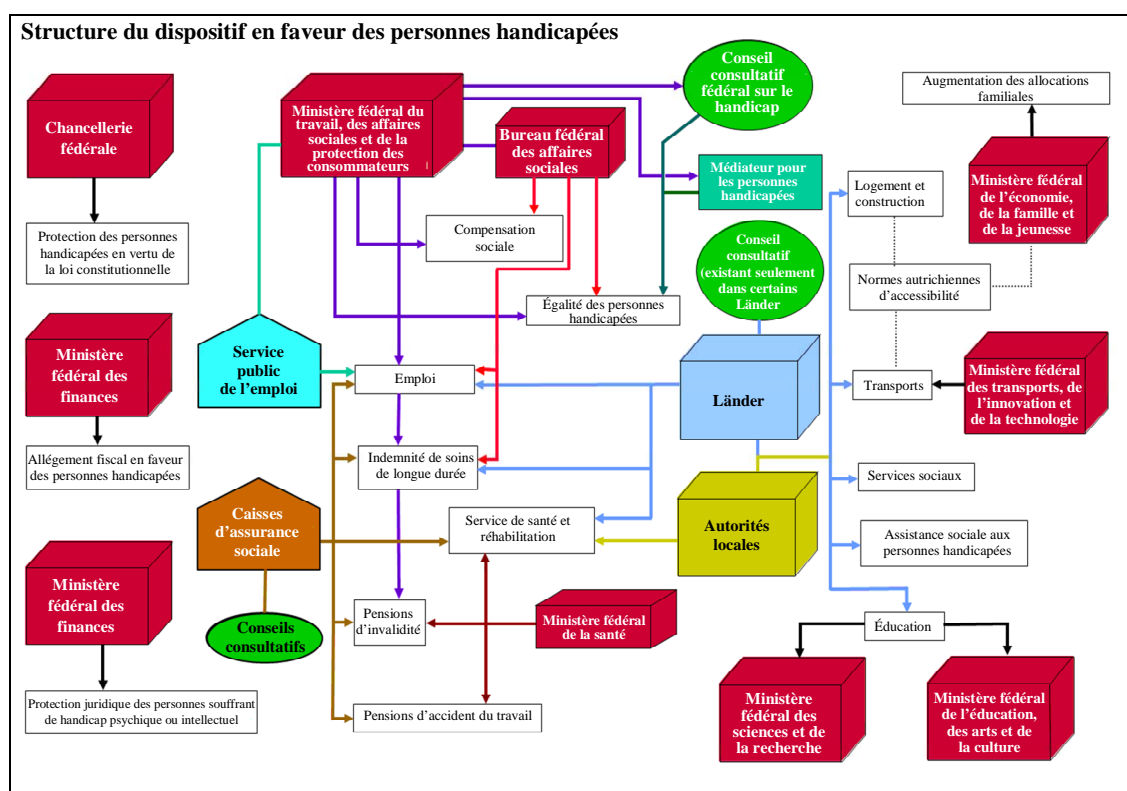 Structure du dispositif en faveur des personnes handicapées
Chancellerie
fédérale
Protection des personnes
handicapées en vertu de
la loi constitutionnelle
Ministère
fédéral des
finances
Allégement fiscal en faveur
des personnes handicapées
Ministère
fédéral des
finances
Protection juridique des personnes souffrant
de handicap psychique ou intellectuel
Ministère fédéral du
travail, des affaires
sociales et de la
protection des
consommateurs
Bureau fédéral
des affaires
sociales
Conseil
consultatif
fédéral sur le
handicap
Médiateur pour
les personnes
handicapées
Compensation
sociale
Égalité des personnes
handicapées
Conseil
consultatif
(existant seulement
dans certains
Länder
Service
public
de l'emploi
Emploi
Länder
Indemnité de soins
de longue durée
Caisses
d'assurance
sociale
Service de santé et
réhabilitation
Autorités
locales
Conseils
consultatifs
Pensions
d'invalidité
Ministère fédéral
de la santé
Pensions d'accident du travail
Augmentation des allocations
familiales
Ministère fédéral
de l'économie,
de la famille et
de la jeunesse
Logement et
construction
Normes autrichiennes
d'accessibilité
Transports
Ministère fédéral
des transports, de
l'innovation et
de la technologie
Services sociaux
Assistance sociale aux
personnes handicapées
Éducation
Ministère
fédéral des
sciences et de
la recherche
Ministère fédéral
de l'éducation,
des arts et de
la culture